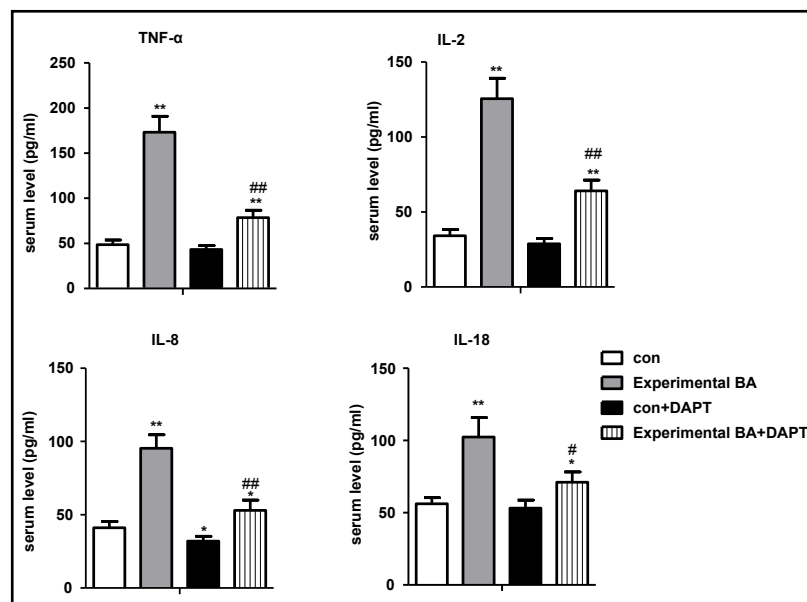 TNF-α
serum level (pg/ml)
250
200
150
100
50
0
**
##
**
IL-2
serum level (pg/ml)
150
100
50
0
**
##
**
IL-8
serum level (pg/ml)
150
100
50
0
**
*
##
*
IL-18
serum level (pg/ml)
150
100
50
0
**
#
*
con
Experimental BA
con+DAPT
Experimental BA+DAPT